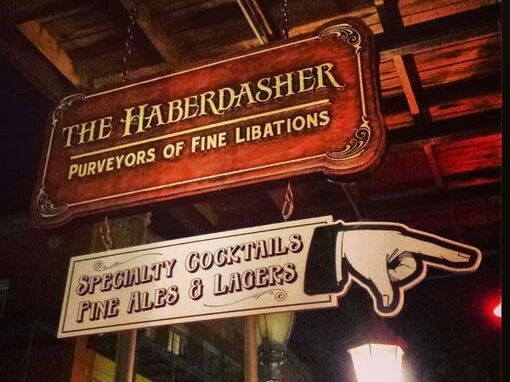 THE HABERDASHER
PURVEYORS OF FINE LIBATIONS
SPECIALTY COCKTAILS
FINE ALES & LAGERS